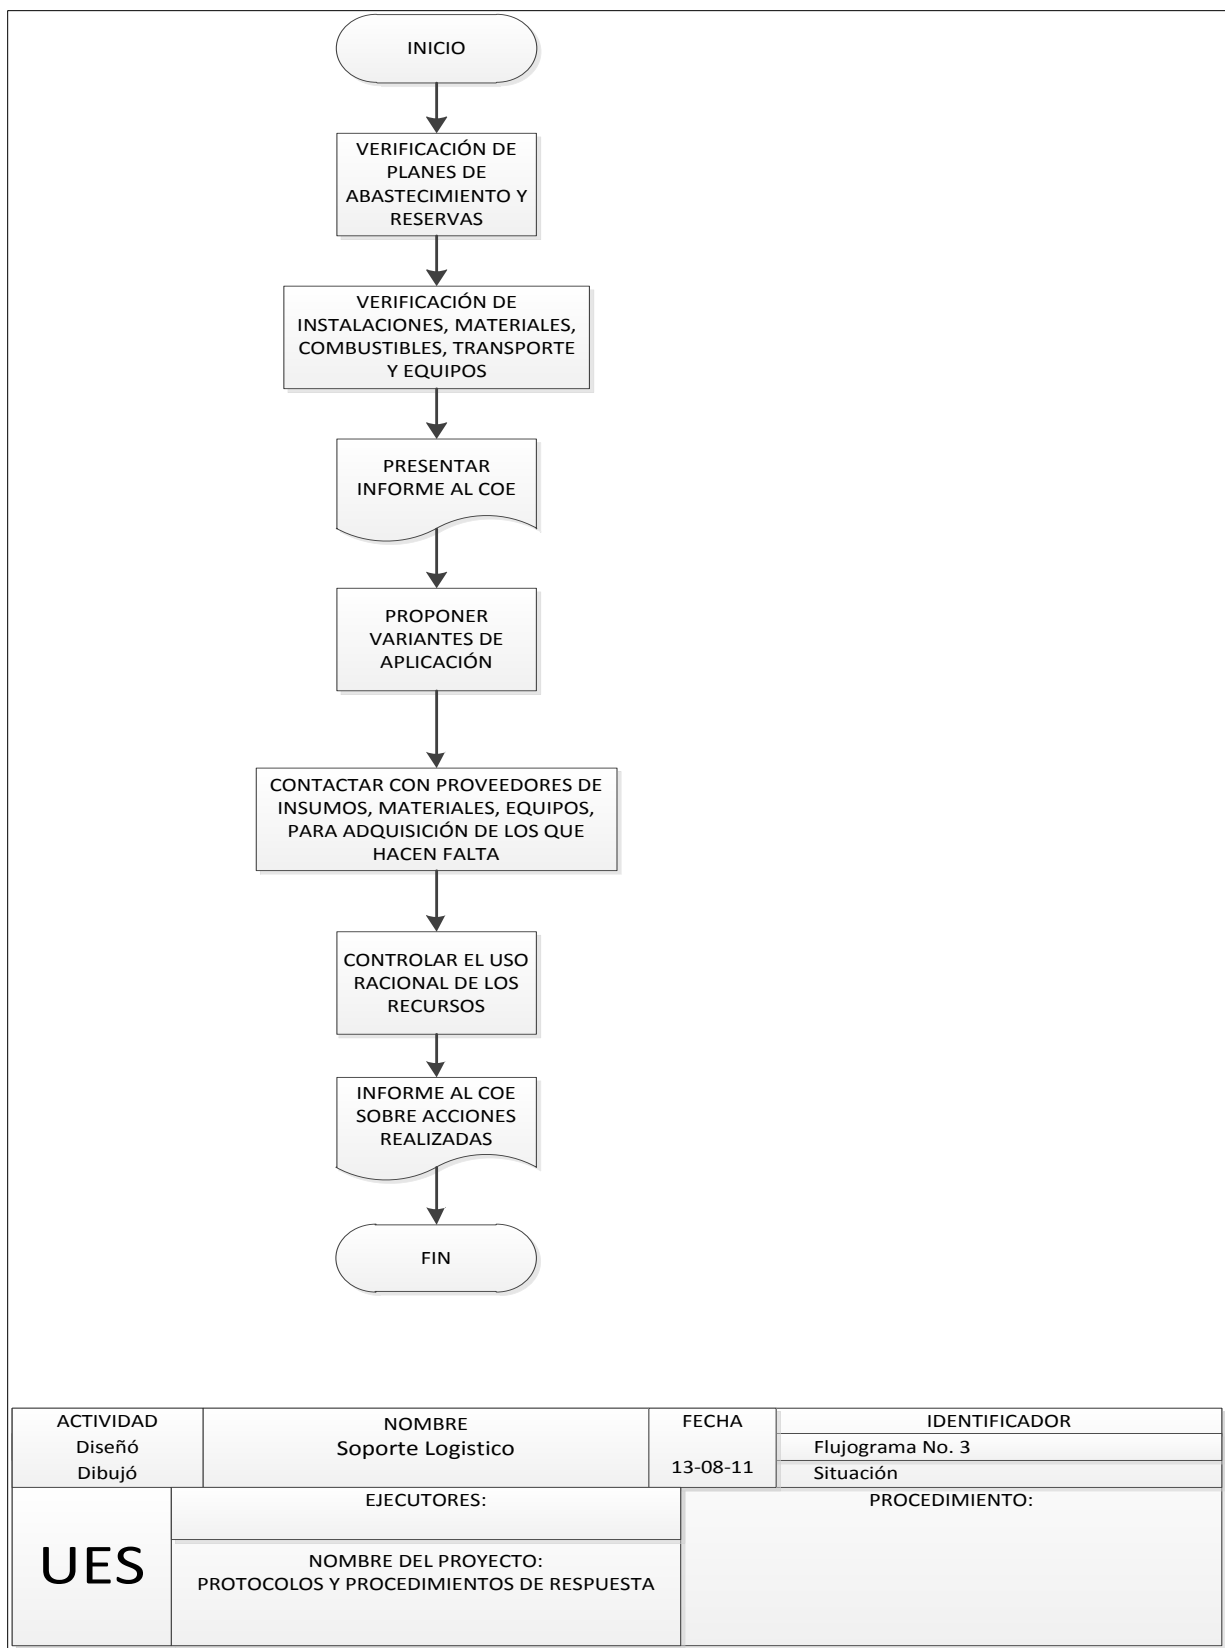 INICIO
VERIFICACIÓN DE
PLANES DE
ABASTECIMIENTO Y
RESERVAS
VERIFICACIÓN DE
INSTALACIONES, MATERIALES,
COMBUSTIBLES, TRANSPORTE
Y EQUIPOS
PRESENTAR
INFORME AL COE
PROPONER
VARIANTES DE
APLICACIÓN
CONTACTAR CON PROVEEDORES DE
INSUMOS, MATERIALES, EQUIPOS,
PARA ADQUISICIÓN DE LOS QUE
HACEN FALTA
CONTROLAR EL USO
RACIONAL DE LOS
RECURSOS
INFORME AL COE
SOBRE ACCIONES
REALIZADAS
FIN
ACTIVIDAD
Diseñó
Dibujó
NOMBRE
Soporte Logistico
FECHA
13-08-11
IDENTIFICADOR
Flujograma No. 3
Situación
UES
EJECUTORES:
NOMBRE DEL PROYECTO:
PROTOCOLOS Y PROCEDIMIENTOS DE RESPUESTA
PROCEDIMIENTO: